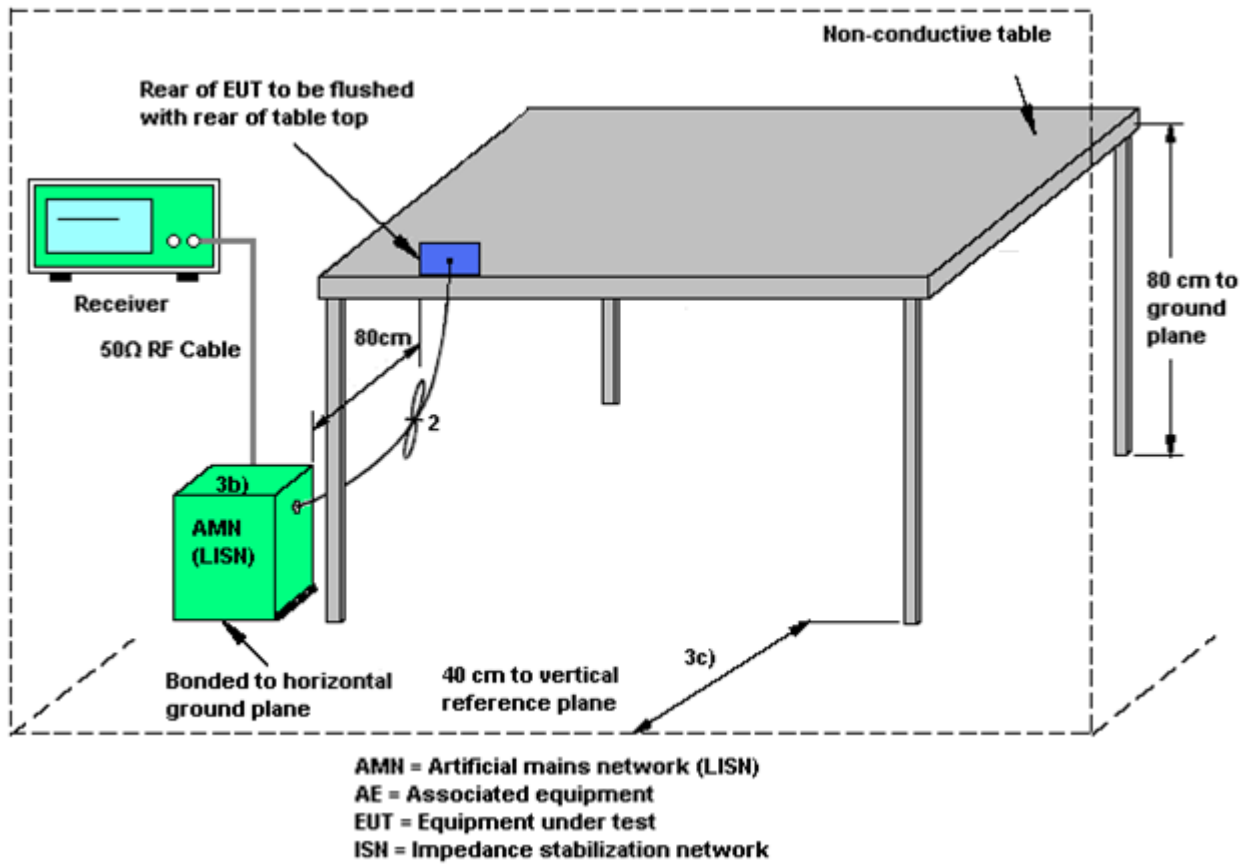 Non-conductive table
Rear of EUT to be flushed
with rear of table top
Receiver
50Ω RF Cable
80cm
80 cm to
ground
plane
2
3b)
AMN
(LISN)
3c)
Bonded to horizontal
ground plane
40 cm to vertical
reference plane
AMN = Artificial mains network (LISN)
AE = Associated equipment
EUT = Equipment under test
ISN = Impedance stabilization network